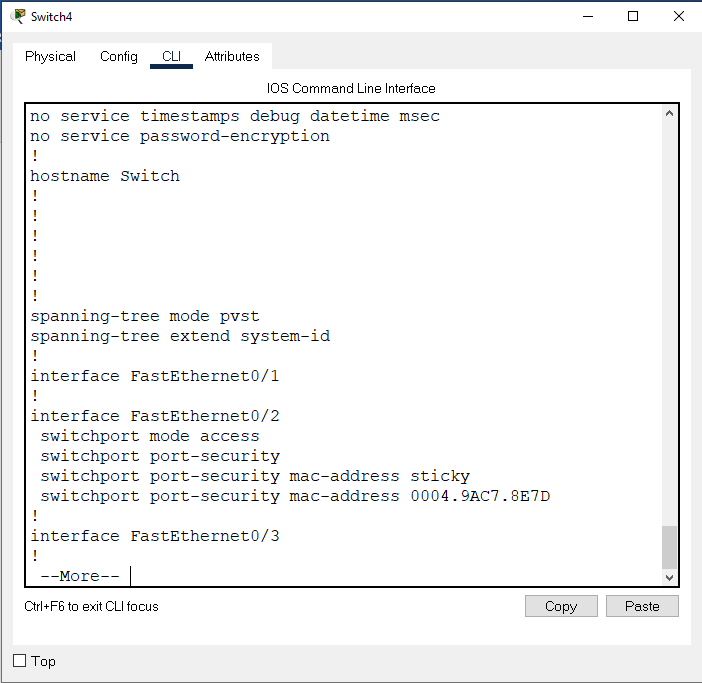 Switch4
Physical Config CLI Attributes
IOS Command Line Interface
no service timestamps debug datetime msec
no service password-encryption
!
hostname Switch
!
!
!
!
!
!
spanning-tree mode pvst
spanning-tree extend system-id
!
interface FastEthernet0/1
!
interface FastEthernet0/2
 switchport mode access
 switchport port-security
 switchport port-security mac-address sticky
 switchport port-security mac-address 0004.9AC7.8E7D
!
interface FastEthernet0/3
!
 --More--
Ctrl+F6 to exit CLI focus
Copy Paste
Top